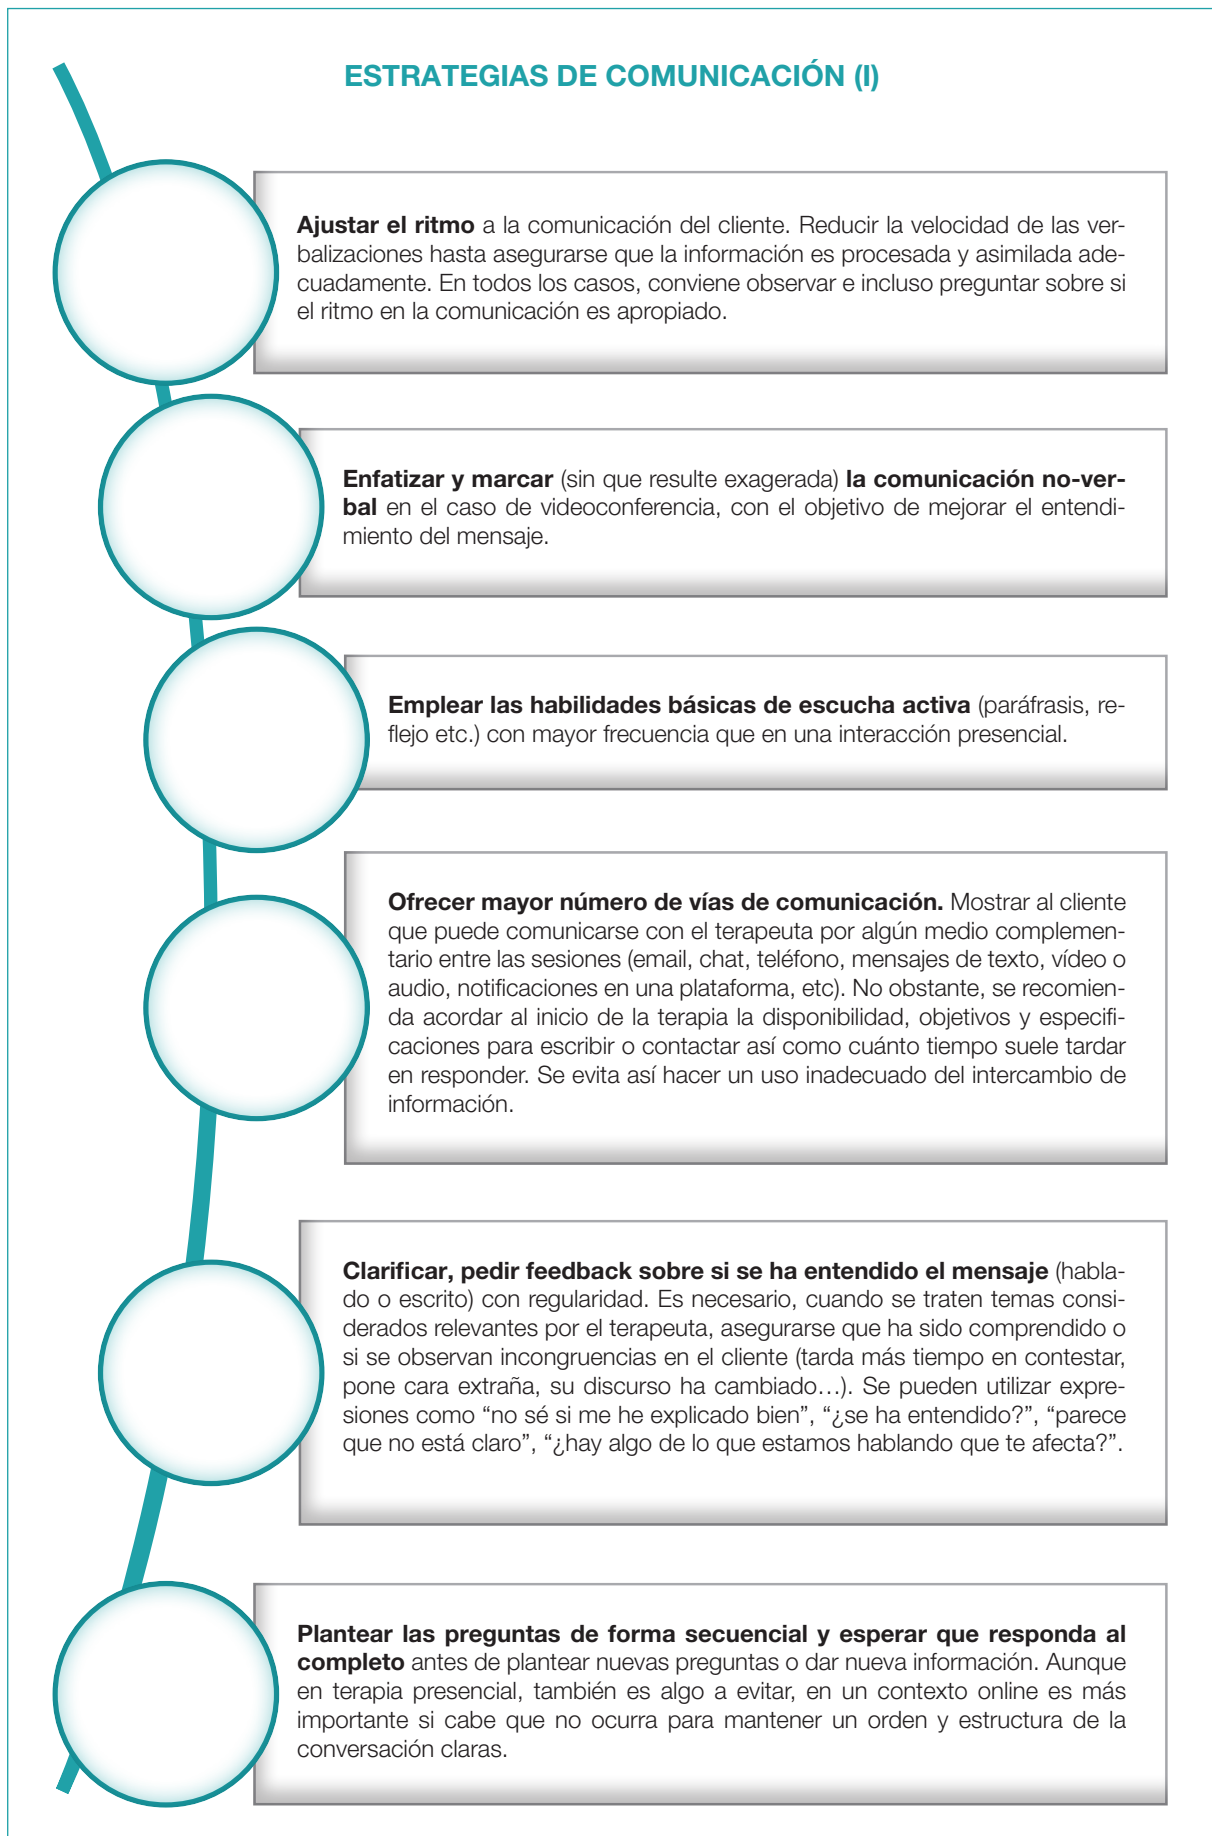 ESTRATEGIAS DE COMUNICACIÓN (I)
Ajustar el ritmo a la comunicación del cliente. Reducir la velocidad de las ver-
balizaciones hasta asegurarse que la información es procesada y asimilada ade-
cuadamente. En todos los casos, conviene observar e incluso preguntar sobre si
el ritmo en la comunicación es apropiado.
Enfatizar y marcar (sin que resulte exagerada) la comunicación no-ver-
bal en el caso de videoconferencia, con el objetivo de mejorar el entendi-
miento del mensaje.
Emplear las habilidades básicas de escucha activa (paráfrasis, re-
flejo etc.) con mayor frecuencia que en una interacción presencial.
Ofrecer mayor número de vías de comunicación. Mostrar al cliente
que puede comunicarse con el terapeuta por algún medio complemen-
tario entre las sesiones (email, chat, teléfono, mensajes de texto, vídeo o
audio, notificaciones en una plataforma, etc). No obstante, se recomien-
da acordar al inicio de la terapia la disponibilidad, objetivos y especifi-
caciones para escribir o contactar así como cuánto tiempo suele tardar
en responder. Se evita así hacer un uso inadecuado del intercambio de
información.
Clarificar, pedir feedback sobre si se ha entendido el mensaje (habla-
do o escrito) con regularidad. Es necesario, cuando se traten temas consi-
derados relevantes por el terapeuta, asegurarse que ha sido comprendido o
si se observan incongruencias en el cliente (tarda más tiempo en contestar,
pone cara extraña, su discurso ha cambiado…). Se pueden utilizar expre-
siones como “no sé si me he explicado bien”, “¿se ha entendido?”, “parece
que no está claro”, “¿hay algo de lo que estamos hablando que te afecta?”.
Plantear las preguntas de forma secuencial y esperar que responda al
completo antes de plantear nuevas preguntas o dar nueva información. Aunque
en terapia presencial, también es algo a evitar, en un contexto online es más
importante si cabe que no ocurra para mantener un orden y estructura de la
conversación claras.